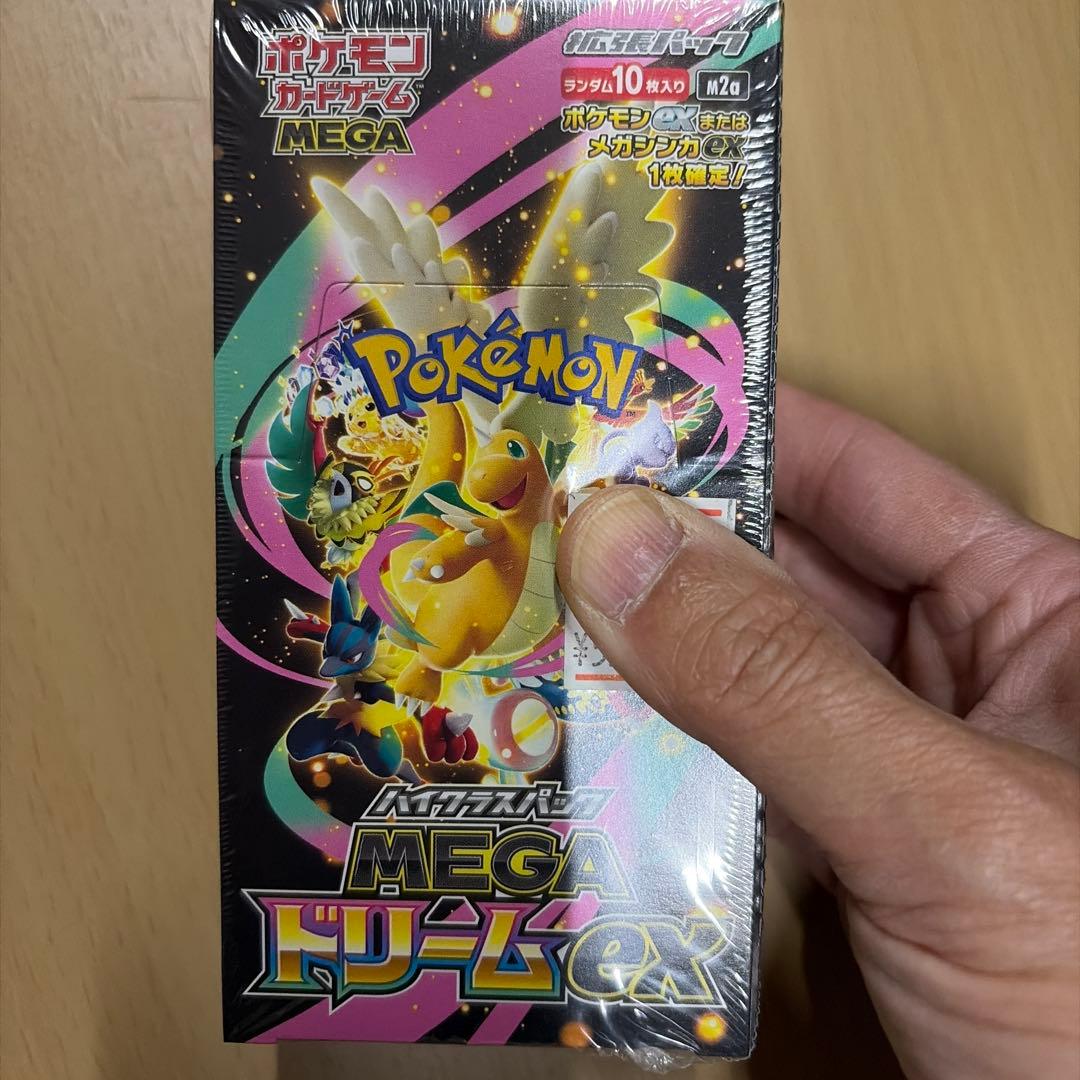 ポケモン
カードゲーム™
MEGA
拡張パック
ランダム10枚入り M2a
ポケモンexまたは
メガシンカex
1枚確定!
POKéMON™
ハイクラスパック
MEGA
ドリームex